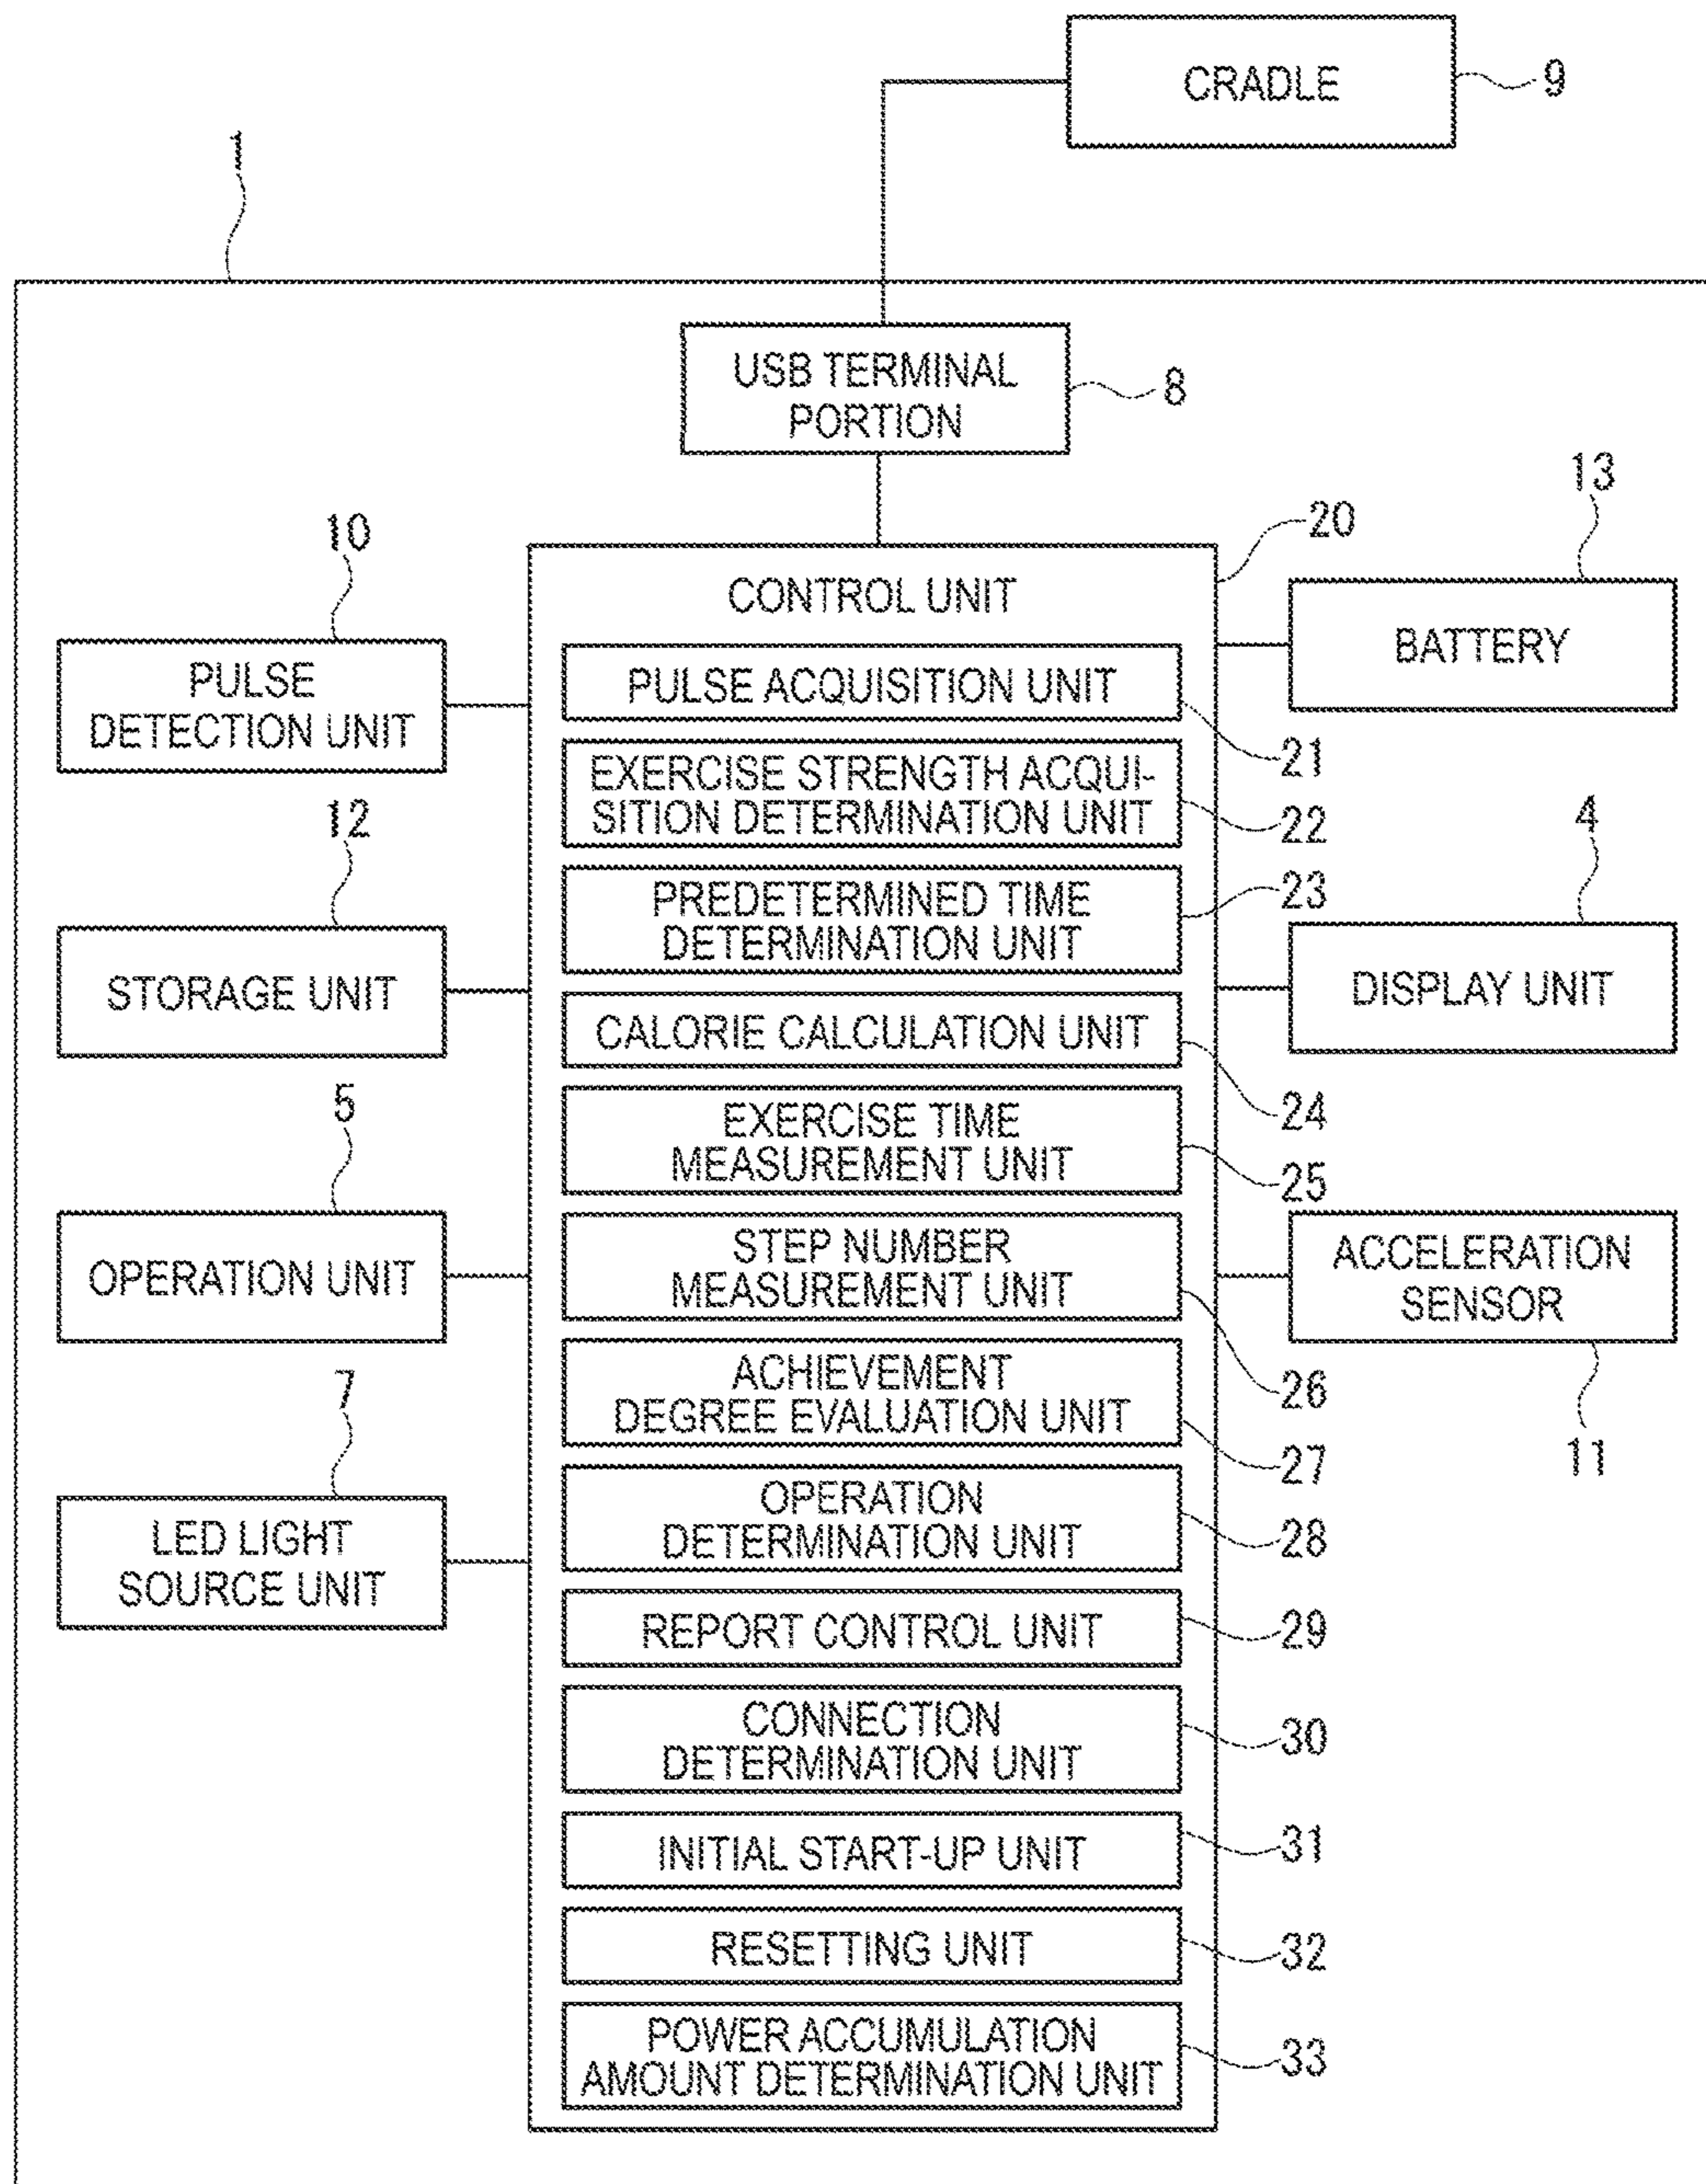 CRADLE
9
1
USB TERMINAL
PORTION
8
13
10
20
CONTROL UNIT
BATTERY
PULSE
DETECTION UNIT
PULSE ACQUISITION UNIT
21
EXERCISE STRENGTH ACQUI-
SITION DETERMINATION UNIT
22
12
4
PREDETERMINED TIME
DETERMINATION UNIT
23
STORAGE UNIT
DISPLAY UNIT
CALORIE CALCULATION UNIT
24
5
EXERCISE TIME
MEASUREMENT UNIT
25
OPERATION UNIT
STEP NUMBER
MEASUREMENT UNIT
26
ACCELERATION
SENSOR
11
7
ACHIEVEMENT
DEGREE EVALUATION UNIT
27
LED LIGHT
SOURCE UNIT
OPERATION
DETERMINATION UNIT
28
REPORT CONTROL UNIT
29
CONNECTION
DETERMINATION UNIT
30
INITIAL START-UP UNIT
31
RESETTING UNIT
32
POWER ACCUMULATION
AMOUNT DETERMINATION UNIT
33